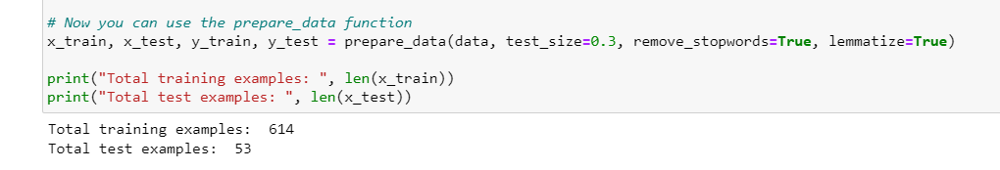 # Now you can use the prepare_data function
x_train, x_test, y_train, y_test = prepare_data(data, test_size=0.3, remove_stopwords=True, lemmatize=True)
print("Total training examples: ", len(x_train))
print("Total test examples: ", len(x_test))
Total training examples:  614
Total test examples:  53